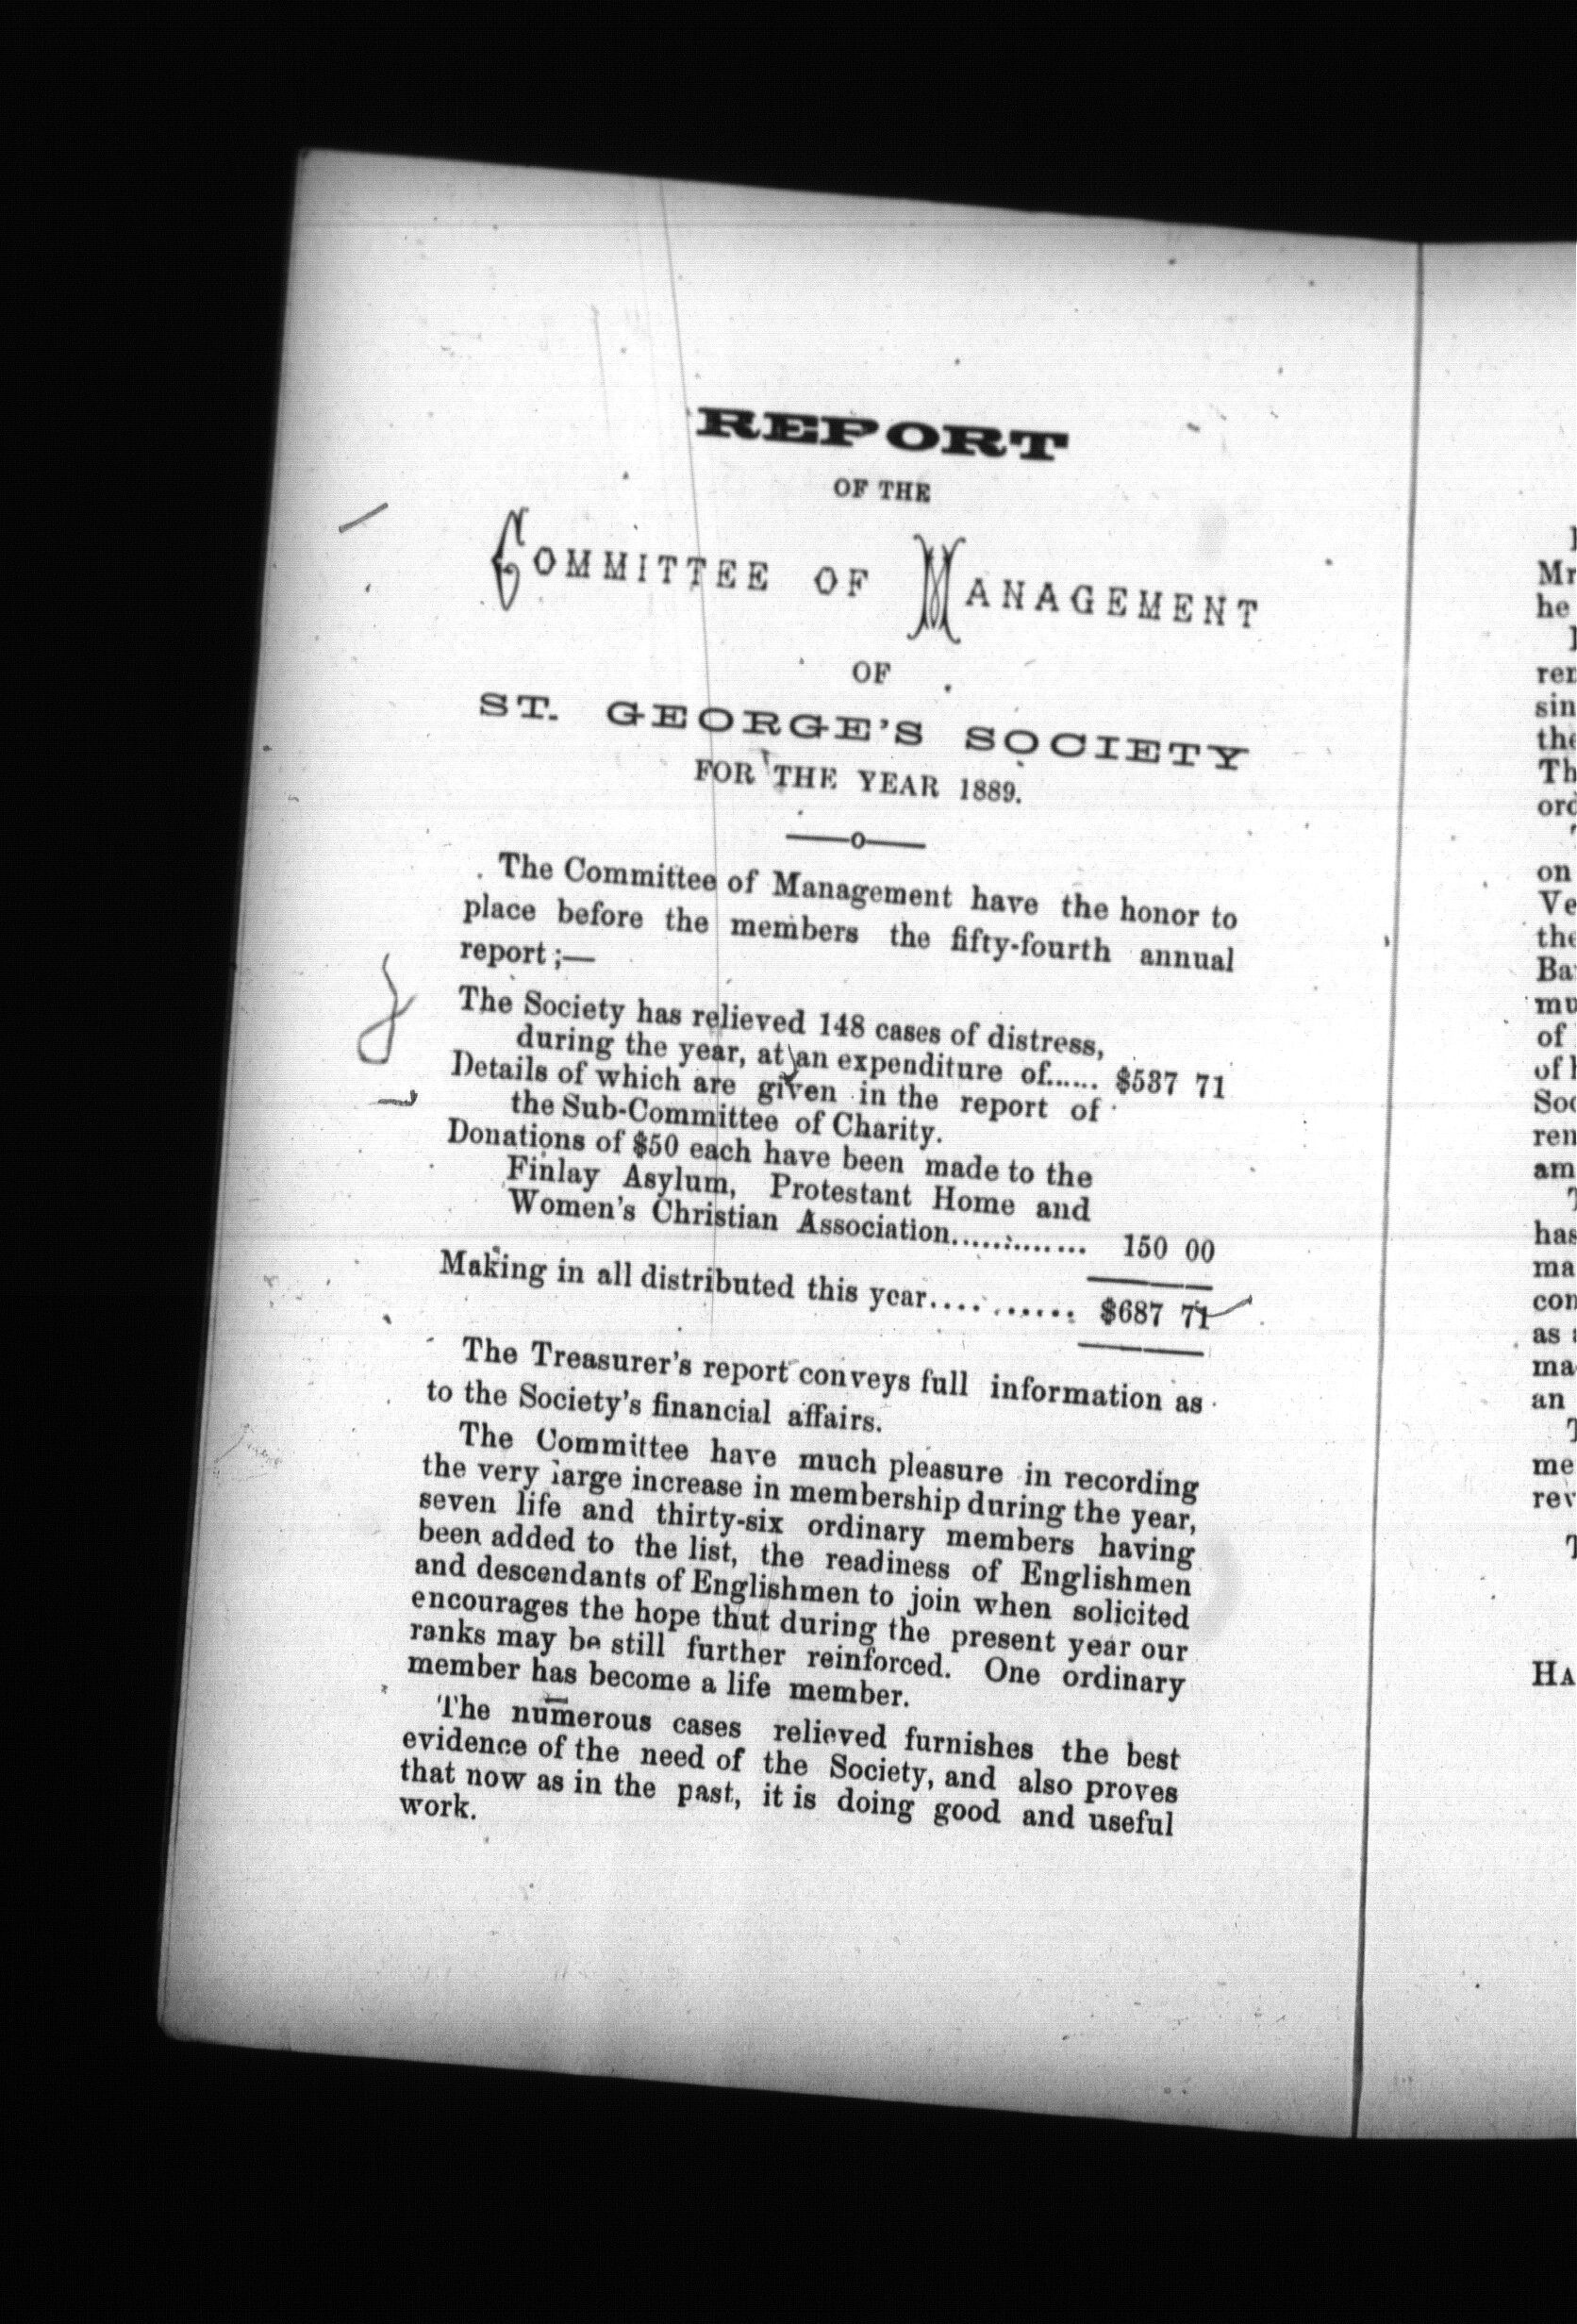 REPORT
OF THE
COMMITTEE OF MANAGEMENT
OF
ST. GEORGE'S SOCIETY
FOR THE YEAR 1889.
——o——
The Committee of Management have the honor to
place before the members the fifty-fourth annual
report ;—
The Society has relieved 148 cases of distress,
during the year, at an expenditure of...... $537 71
Details of which are given in the report of
the Sub-Committee of Charity.
Donations of $50 each have been made to the
Finlay Asylum, Protestant Home and
Women's Christian Association.............. 150 00
Making in all distributed this year........... $687 71
The Treasurer's report conveys full information as
to the Society's financial affairs.
The Committee have much pleasure in recording
the very large increase in membership during the year,
seven life and thirty-six ordinary members having
been added to the list, the readiness of Englishmen
and descendants of Englishmen to join when solicited
encourages the hope thut during the present year our
ranks may be still further reinforced. One ordinary
member has become a life member.
The numerous cases relieved furnishes the best
evidence of the need of the Society, and also proves
that now as in the past, it is doing good and useful
work.
Mr
he
the
Th
on
the
of
of
as
an
me
HA